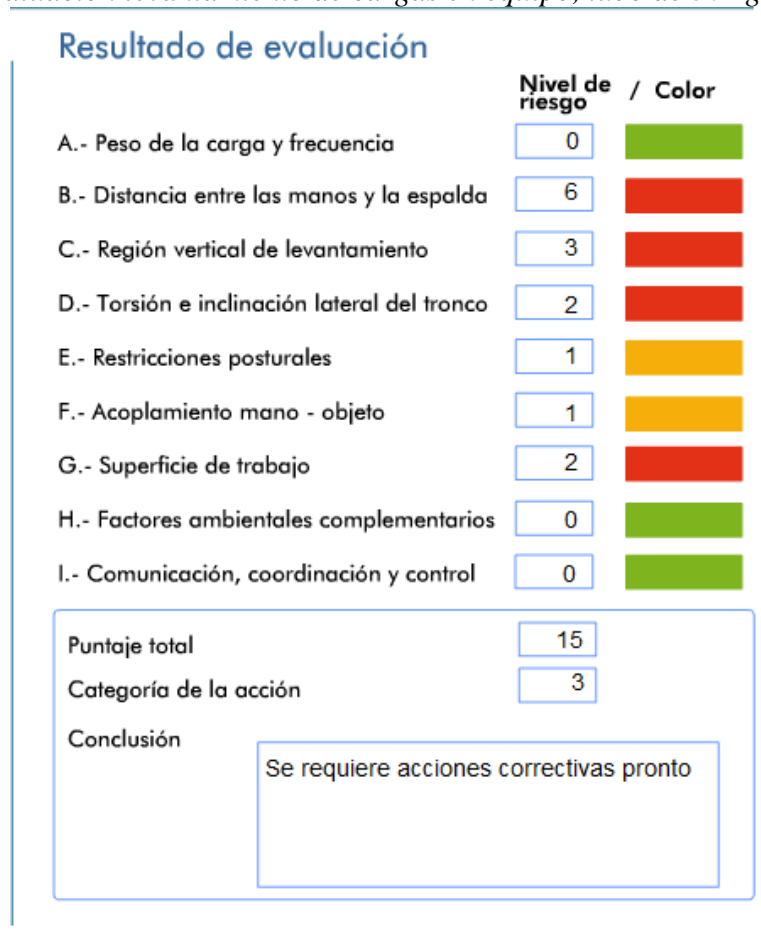 Resultado de evaluación
Nivel de riesgo / Color
A.- Peso de la carga y frecuencia 0
B.- Distancia entre las manos y la espalda 6
C.- Región vertical de levantamiento 3
D.- Torsión e inclinación lateral del tronco 2
E.- Restricciones posturales 1
F.- Acoplamiento mano - objeto 1
G.- Superficie de trabajo 2
H.- Factores ambientales complementarios 0
I.- Comunicación, coordinación y control 0
Puntaje total 15
Categoría de la acción 3
Conclusión
Se requiere acciones correctivas pronto